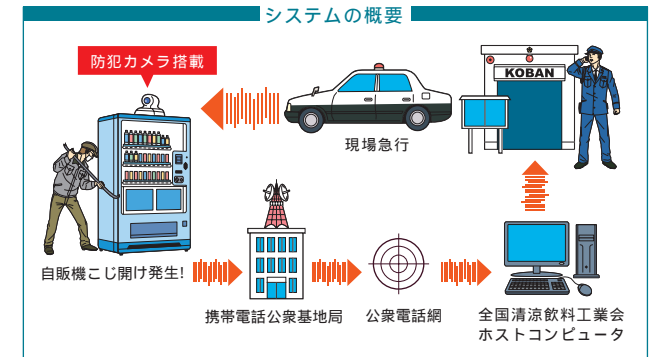 システムの概要
防犯カメラ搭載
KOBAN
現場急行
自販機こじ開け発生!
携帯電話公衆基地局
公衆電話網
全国清涼飲料工業会
ホストコンピュータ